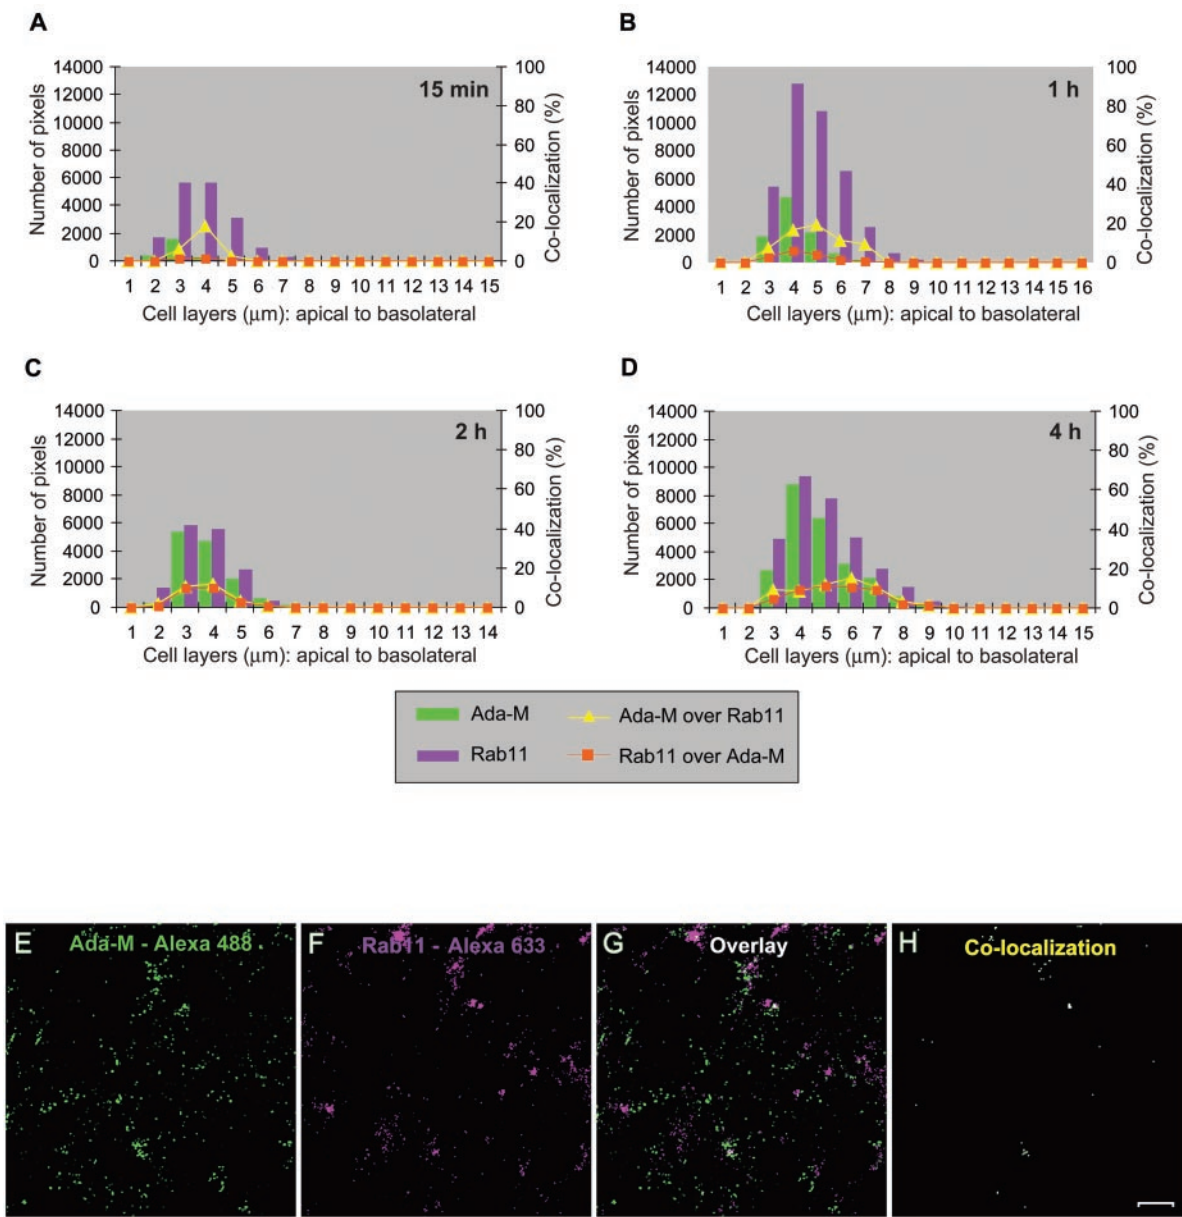 A
14000
12000
10000
8000
6000
4000
2000
0
Number of pixels
15 min
100
80
60
40
20
0
Co-localization (%)
1 2 3 4 5 6 7 8 9 10 11 12 13 14 15
Cell layers (μm): apical to basolateral
B
14000
12000
10000
8000
6000
4000
2000
0
Number of pixels
1 h
100
80
60
40
20
0
Co-localization (%)
1 2 3 4 5 6 7 8 9 10 11 12 13 14 15 16
Cell layers (μm): apical to basolateral
C
14000
12000
10000
8000
6000
4000
2000
0
Number of pixels
2 h
100
80
60
40
20
0
Co-localization (%)
1 2 3 4 5 6 7 8 9 10 11 12 13 14
Cell layers (μm): apical to basolateral
D
14000
12000
10000
8000
6000
4000
2000
0
Number of pixels
4 h
100
80
60
40
20
0
Co-localization (%)
1 2 3 4 5 6 7 8 9 10 11 12 13 14 15
Cell layers (μm): apical to basolateral
Ada-M
Ada-M over Rab11
Rab11
Rab11 over Ada-M
E
Ada-M - Alexa 488
F
Rab11 - Alexa 633
G
Overlay
H
Co-localization